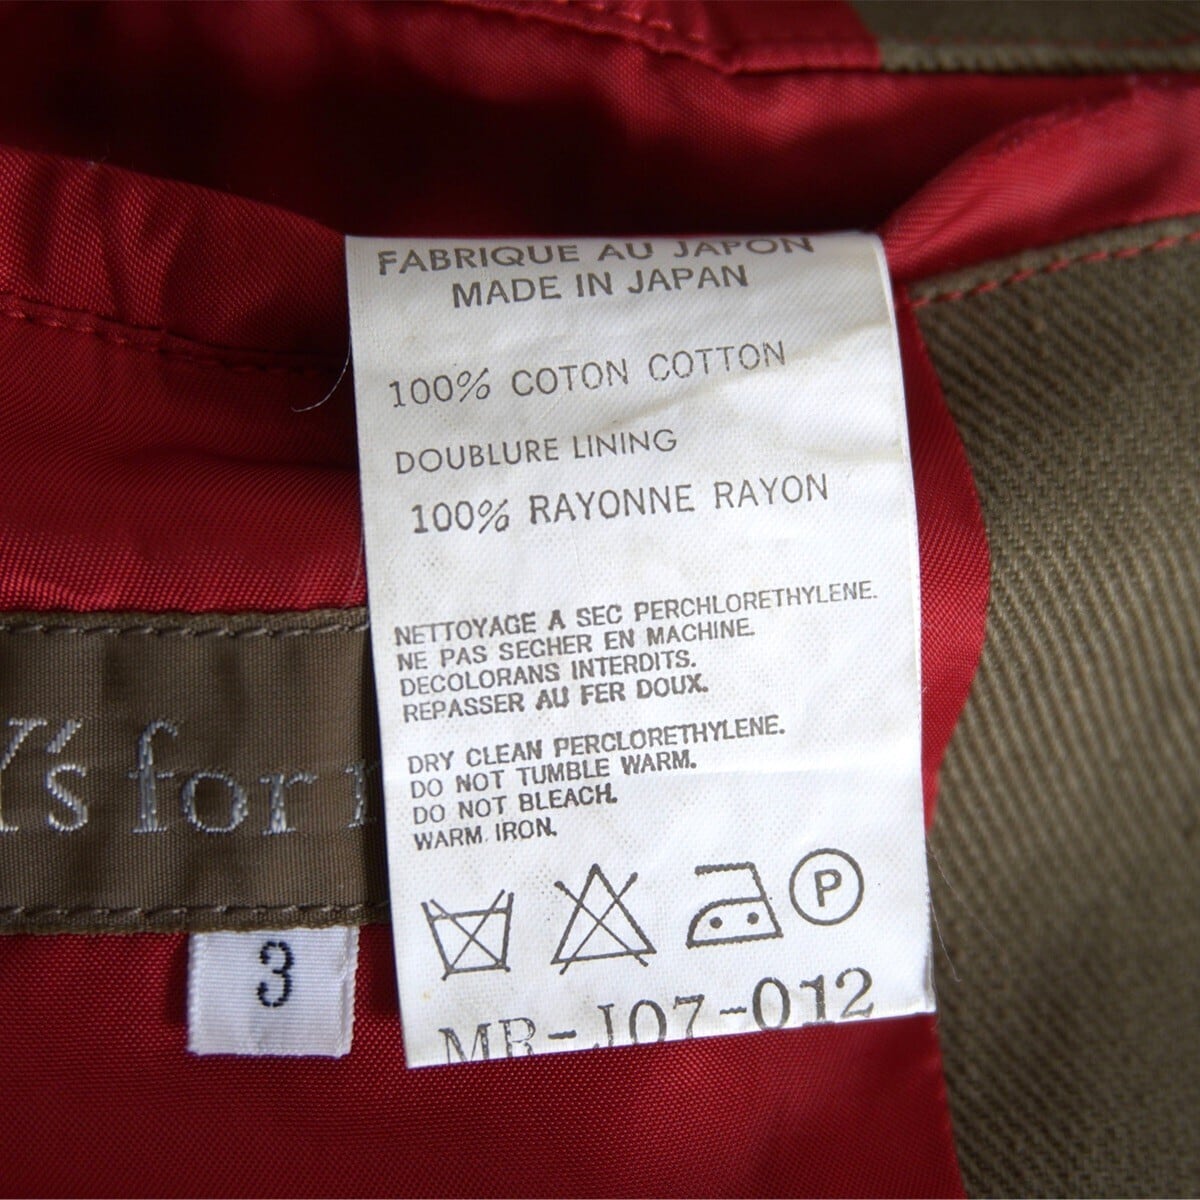 FABRIQUE AU JAPON
MADE IN JAPAN
100% COTON COTTON
DOUBLURE LINING
100% RAYONNE RAYON
NETTOYAGE A SEC PERCHLORETHYLENE.
NE PAS SECHER EN MACHINE.
DECOLORANS INTERDITS.
REPASSER AU FER DOUX.
DRY CLEAN PERCLORETHYLENE.
DO NOT TUMBLE WARM.
DO NOT BLEACH.
WARM IRON.
P
MR-J07-012
's for
3